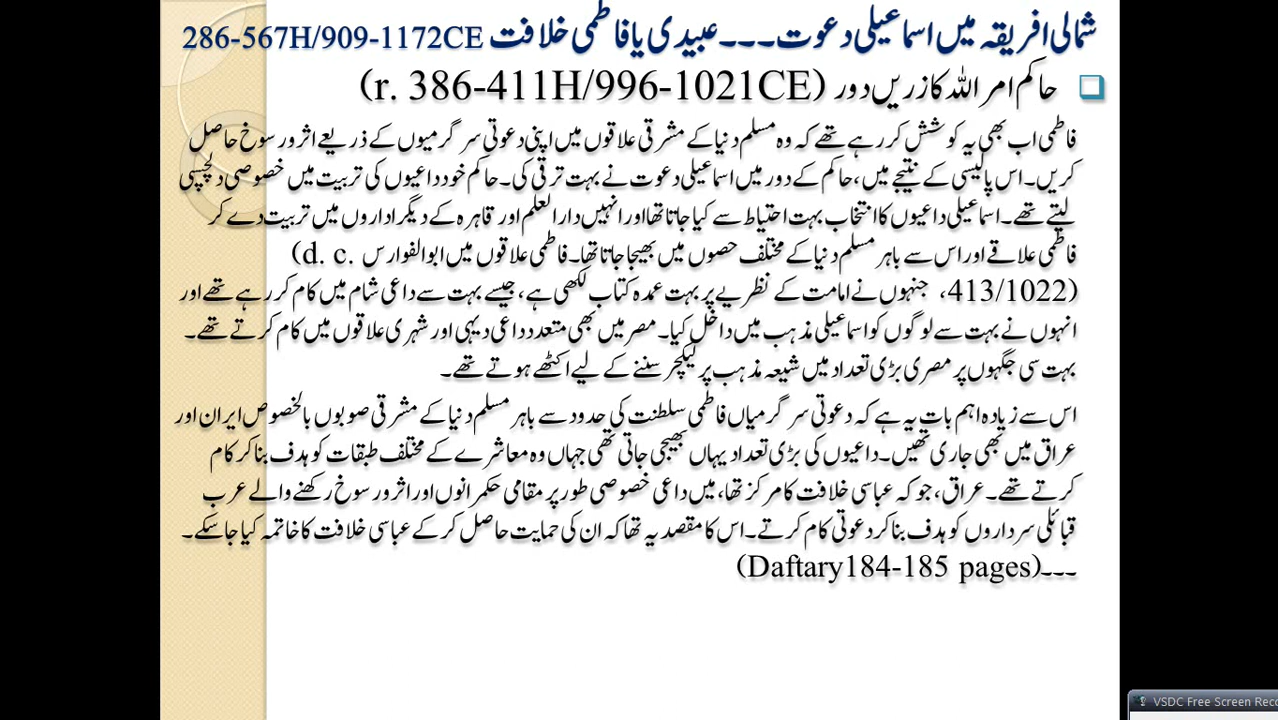 شمالی افریقہ میں اسماعیلی دعوت۔۔۔عبیدی یا فاطمی خلافت 286-567H/909-1172CE
حاکم امر اللہ کا زریں دور (r. 386-411H/996-1021CE)
فاطمی اب بھی یہ کوشش کر رہے تھے کہ وہ مسلم دنیا کے مشرقی علاقوں میں اپنی دعوتی سرگرمیوں کے ذریعے اثر و رسوخ حاصل
کریں۔ اس پالیسی کے نتیجے میں، حاکم کے دور میں اسماعیلی دعوت نے بہت ترقی کی۔ حاکم خود داعیوں کی تربیت میں خصوصی دلچسپی
لیتے تھے۔ اسماعیلی داعیوں کا انتخاب بہت احتیاط سے کیا جاتا تھا اور انہیں دارالعلم اور قاہرہ کے دیگر اداروں میں تربیت دے کر
فاطمی علاقے اور اس سے باہر مسلم دنیا کے مختلف حصوں میں بھیجا جاتا تھا۔ فاطمی علاقوں میں ابوالفوارس (d. c.
413/1022)، جنہوں نے امامت کے نظریے پر بہت عمدہ کتاب لکھی ہے، جیسے بہت سے داعی شام میں کام کر رہے تھے اور
انہوں نے بہت سے لوگوں کو اسماعیلی مذہب میں داخل کیا۔ مصر میں بھی متعدد داعی دیہی اور شہری علاقوں میں کام کرتے تھے۔
بہت سی جگہوں پر مصری بڑی تعداد میں شیعہ مذہب پر لیکچر سننے کے لیے اکٹھے ہوتے تھے۔
اس سے زیادہ اہم بات یہ ہے کہ دعوتی سرگرمیاں فاطمی سلطنت کی حدود سے باہر مسلم دنیا کے مشرقی صوبوں بالخصوص ایران اور
عراق میں بھی جاری تھیں۔ داعیوں کی بڑی تعداد یہاں بھیجی جاتی تھی جہاں وہ معاشرے کے مختلف طبقات کو ہدف بنا کر کام
کرتے تھے۔ عراق، جو کہ عباسی خلافت کا مرکز تھا، میں داعی خصوصی طور پر مقامی حکمرانوں اور اثر و رسوخ رکھنے والے عرب
قبائلی سرداروں کو ہدف بنا کر دعوتی کام کرتے۔ اس کا مقصد یہ تھا کہ ان کی حمایت حاصل کر کے عباسی خلافت کا خاتمہ کیا جا سکے۔
۔۔۔(Daftary184-185 pages)
VSDC Free Screen Reco